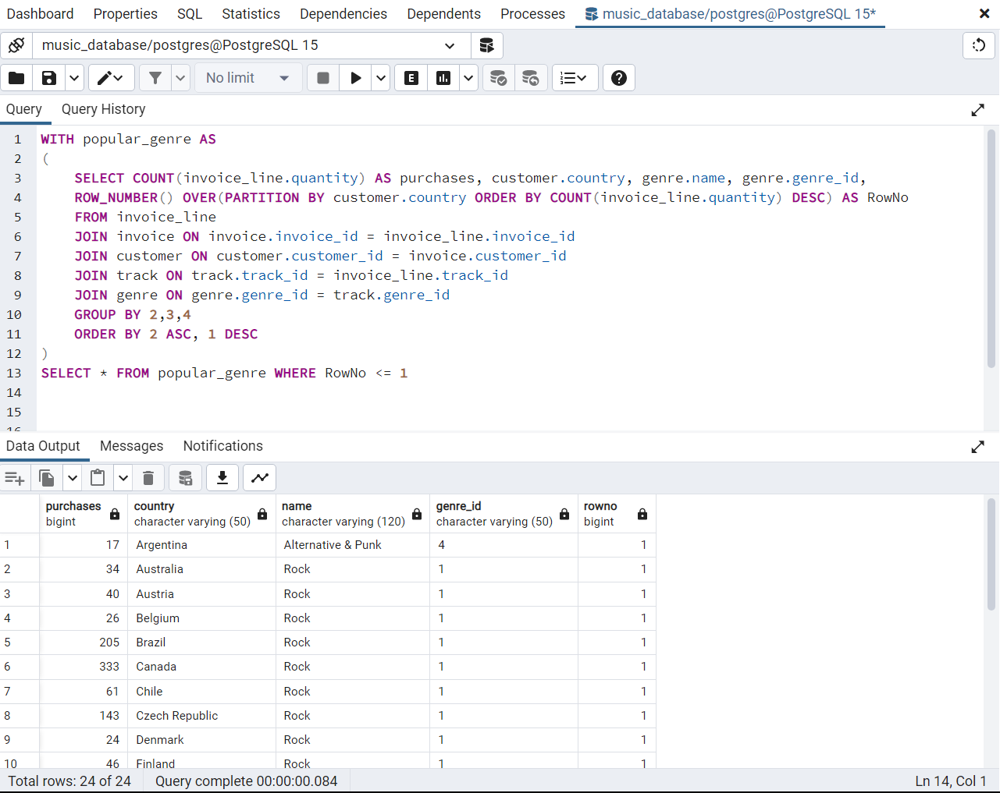 Dashboard Properties SQL Statistics Dependencies Dependents Processes music_database/postgres@PostgreSQL 15*
music_database/postgres@PostgreSQL 15
No limit E
Query Query History
1 WITH popular_genre AS
2 (
3 SELECT COUNT(invoice_line.quantity) AS purchases, customer.country, genre.name, genre.genre_id,
4 ROW_NUMBER() OVER(PARTITION BY customer.country ORDER BY COUNT(invoice_line.quantity) DESC) AS RowNo
5 FROM invoice_line
6 JOIN invoice ON invoice.invoice_id = invoice_line.invoice_id
7 JOIN customer ON customer.customer_id = invoice.customer_id
8 JOIN track ON track.track_id = invoice_line.track_id
9 JOIN genre ON genre.genre_id = track.genre_id
10 GROUP BY 2,3,4
11 ORDER BY 2 ASC, 1 DESC
12 )
13 SELECT * FROM popular_genre WHERE RowNo <= 1
14
15
16
Data Output Messages Notifications
purchases country name genre_id rowno
bigint character varying (50) character varying (120) character varying (50) bigint
1 17 Argentina Alternative & Punk 4 1
2 34 Australia Rock 1 1
3 40 Austria Rock 1 1
4 26 Belgium Rock 1 1
5 205 Brazil Rock 1 1
6 333 Canada Rock 1 1
7 61 Chile Rock 1 1
8 143 Czech Republic Rock 1 1
9 24 Denmark Rock 1 1
10 46 Finland Rock 1 1
Total rows: 24 of 24 Query complete 00:00:00.084 Ln 14, Col 1